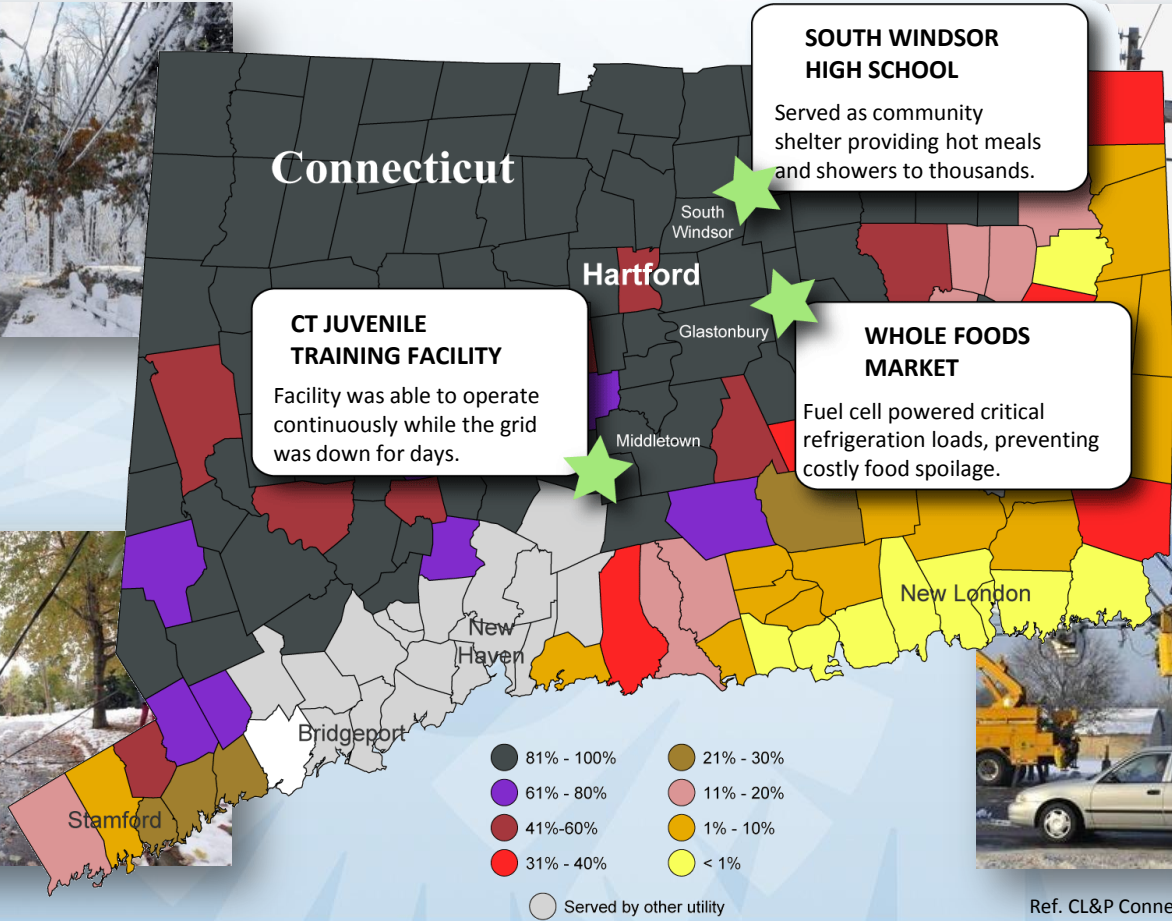 SOUTH WINDSOR
HIGH SCHOOL
Served as community
shelter providing hot meals
and showers to thousands.
Connecticut
South
Windsor
Hartford
CT JUVENILE
TRAINING FACILITY
Facility was able to operate
continuously while the grid
was down for days.
Glastonbury
WHOLE FOODS
MARKET
Fuel cell powered critical
refrigeration loads, preventing
costly food spoilage.
Middletown
New London
New
Haven
Bridgeport
Stamford
81% - 100%
61% - 80%
41%-60%
31% - 40%
21% - 30%
11% - 20%
1% - 10%
< 1%
Served by other utility
Ref. CL&P Conne